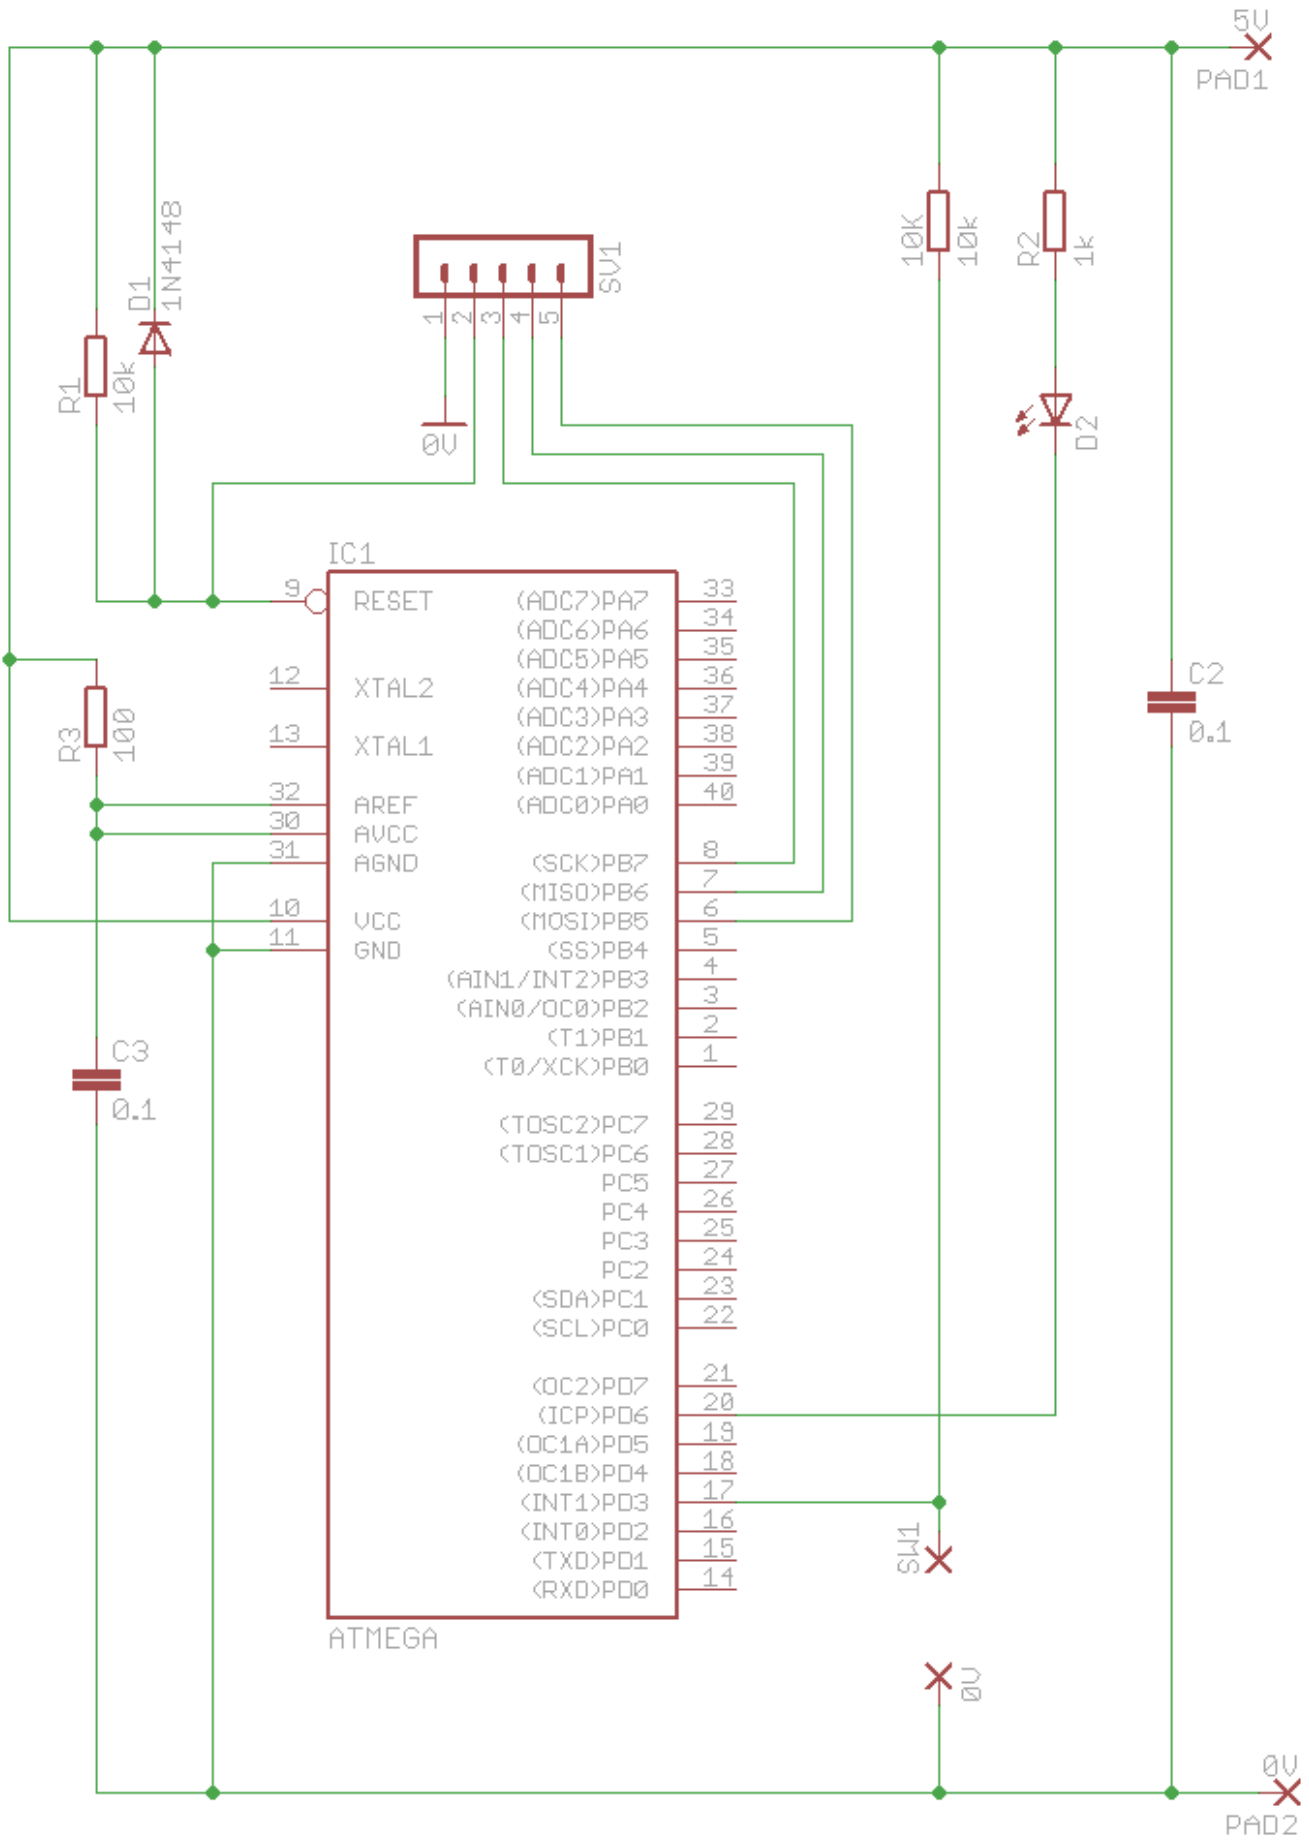 5V
PAD1
D1
1N4148
R1
10k
SV1
1
2
3
4
5
0V
10K
10k
R2
1k
D2
IC1
9
RESET
12
XTAL2
13
XTAL1
32
AREF
30
AVCC
31
AGND
10
VCC
11
GND
(ADC7)PA7
33
(ADC6)PA6
34
(ADC5)PA5
35
(ADC4)PA4
36
(ADC3)PA3
37
(ADC2)PA2
38
(ADC1)PA1
39
(ADC0)PA0
40
(SCK)PB7
8
(MISO)PB6
7
(MOSI)PB5
6
(SS)PB4
5
(AIN1/INT2)PB3
4
(AIN0/OC0)PB2
3
(T1)PB1
2
(T0/XCK)PB0
1
(TOSC2)PC7
29
(TOSC1)PC6
28
PC5
27
PC4
26
PC3
25
PC2
24
(SDA)PC1
23
(SCL)PC0
22
(OC2)PD7
21
(ICP)PD6
20
(OC1A)PD5
19
(OC1B)PD4
18
(INT1)PD3
17
(INT0)PD2
16
(TXD)PD1
15
(RXD)PD0
14
ATMEGA
R3
100
C3
0.1
C2
0.1
SW1
0V
0V
PAD2